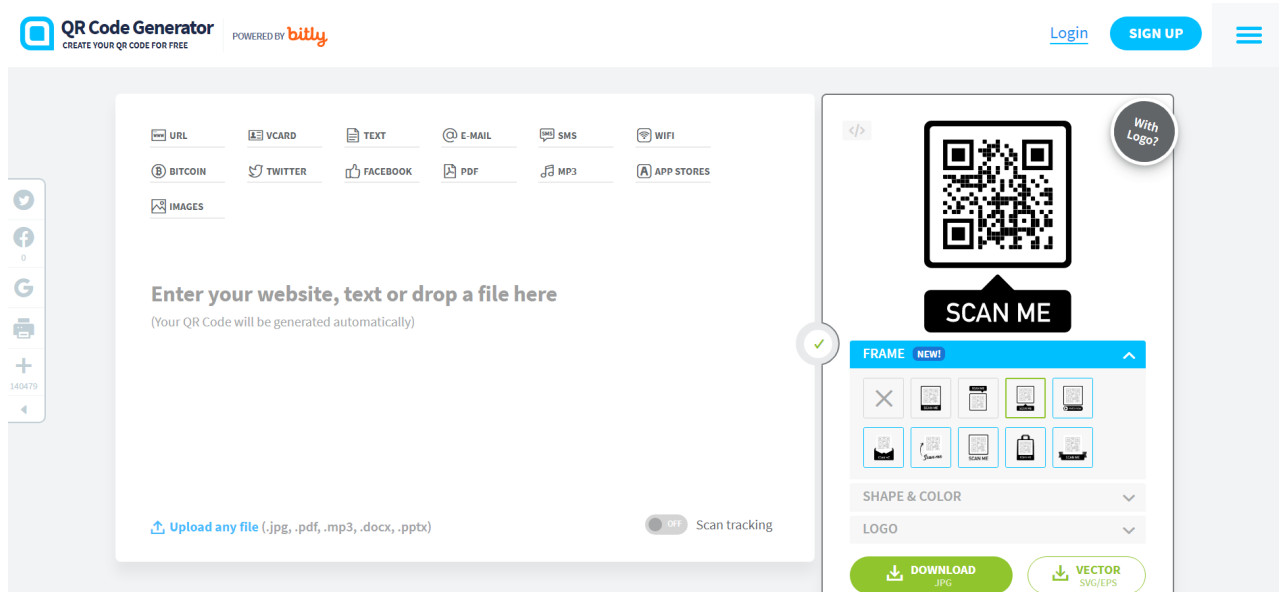 QR Code Generator
CREATE YOUR QR CODE FOR FREE
POWERED BY bitly
Login
SIGN UP
URL
VCARD
TEXT
E-MAIL
SMS
WIFI
BITCOIN
TWITTER
FACEBOOK
PDF
MP3
APP STORES
IMAGES
0
140479
Enter your website, text or drop a file here
(Your QR Code will be generated automatically)
Upload any file (.jpg, .pdf, .mp3, .docx, .pptx)
OFF
Scan tracking
With
Logo?
SCAN ME
FRAME NEW!
SHAPE & COLOR
LOGO
DOWNLOAD
JPG
VECTOR
SVG/EPS